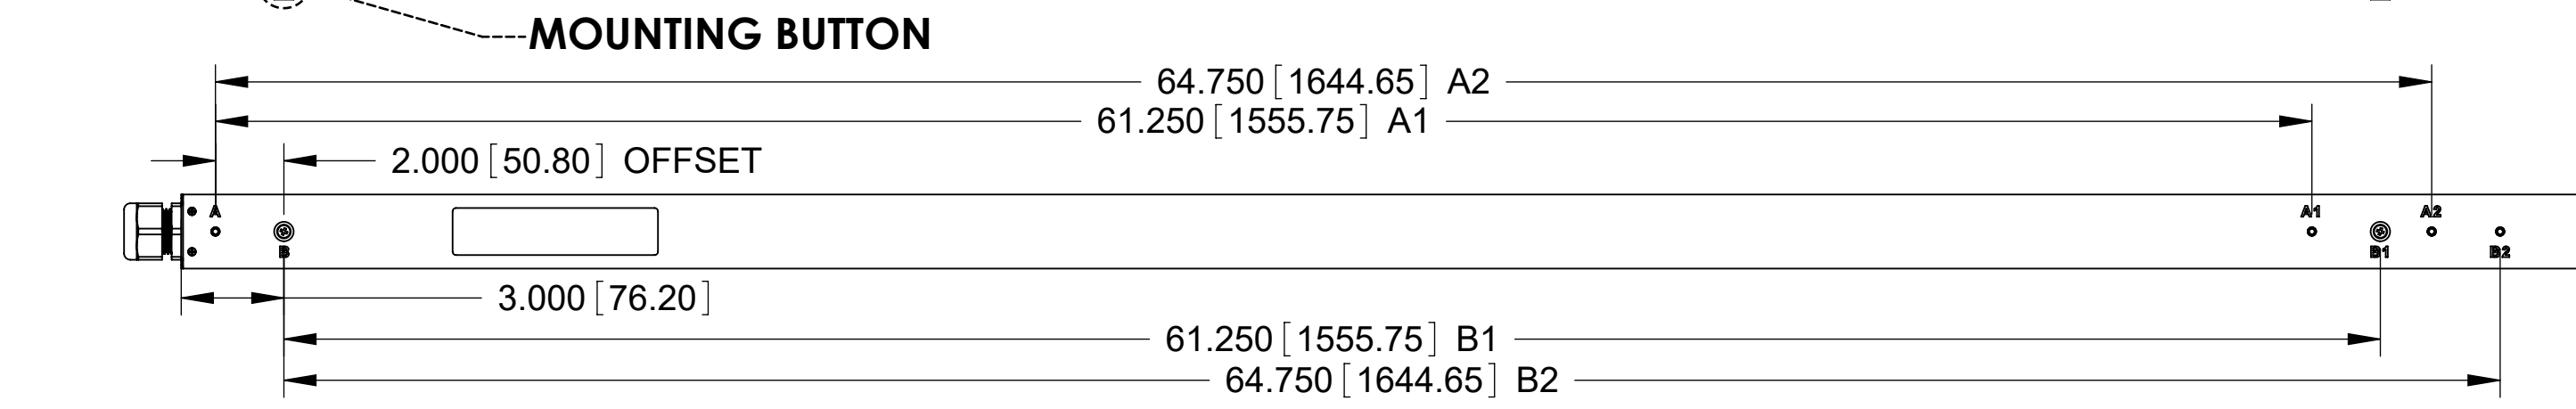 MOUNTING BUTTON
64.750 [1644.65] A2
61.250 [1555.75] A1
2.000 [50.80] OFFSET
A A1 A2
B B1 B2
3.000 [76.20]
61.250 [1555.75] B1
64.750 [1644.65] B2